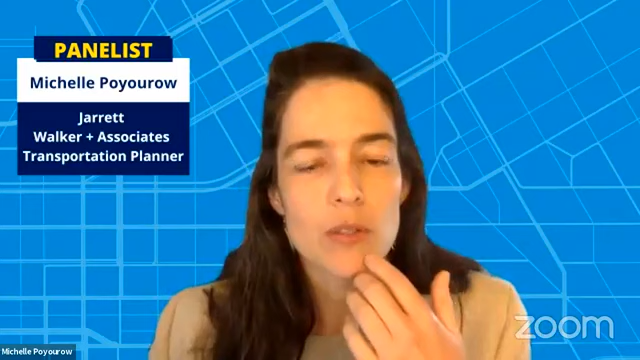 PANELIST
Michelle Poyourow
Jarrett
Walker + Associates
Transportation Planner
Michelle Poyourow
zoom